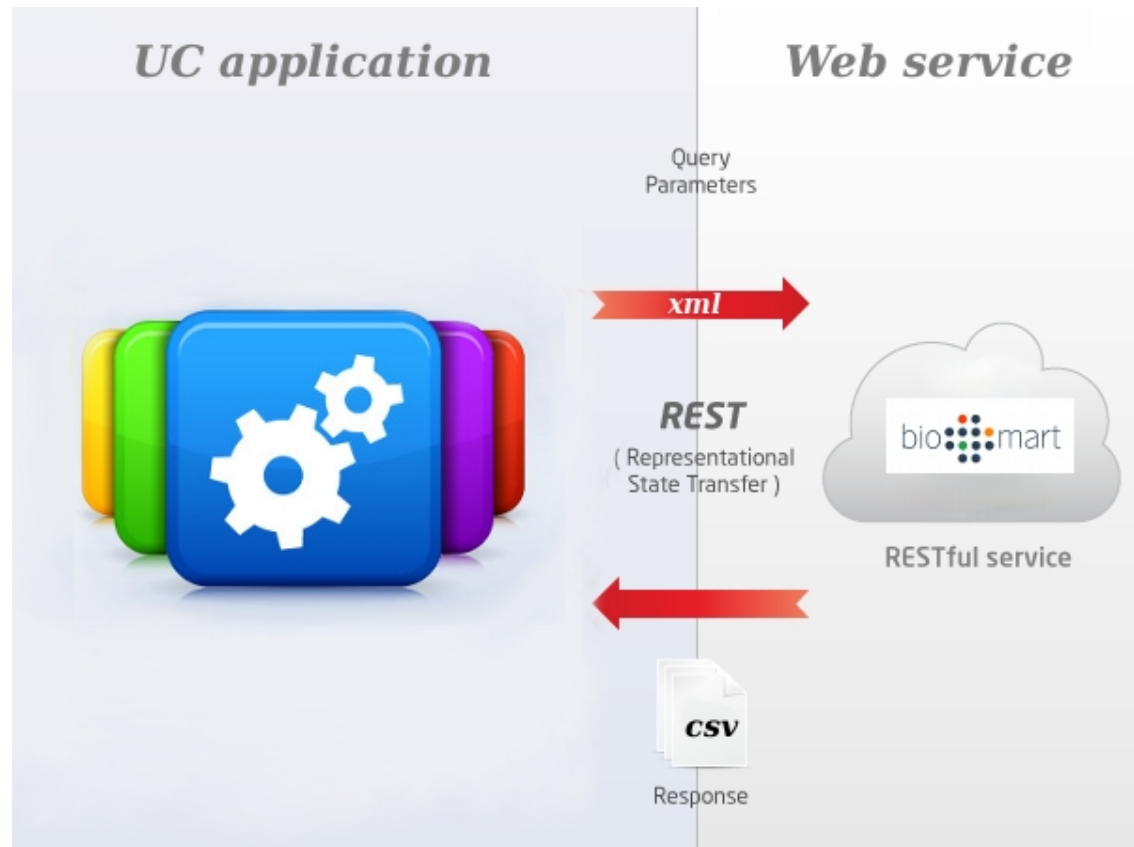 UC application
Web service
Query
Parameters
xml
REST
( Representational
State Transfer )
bio mart
RESTful service
csv
Response